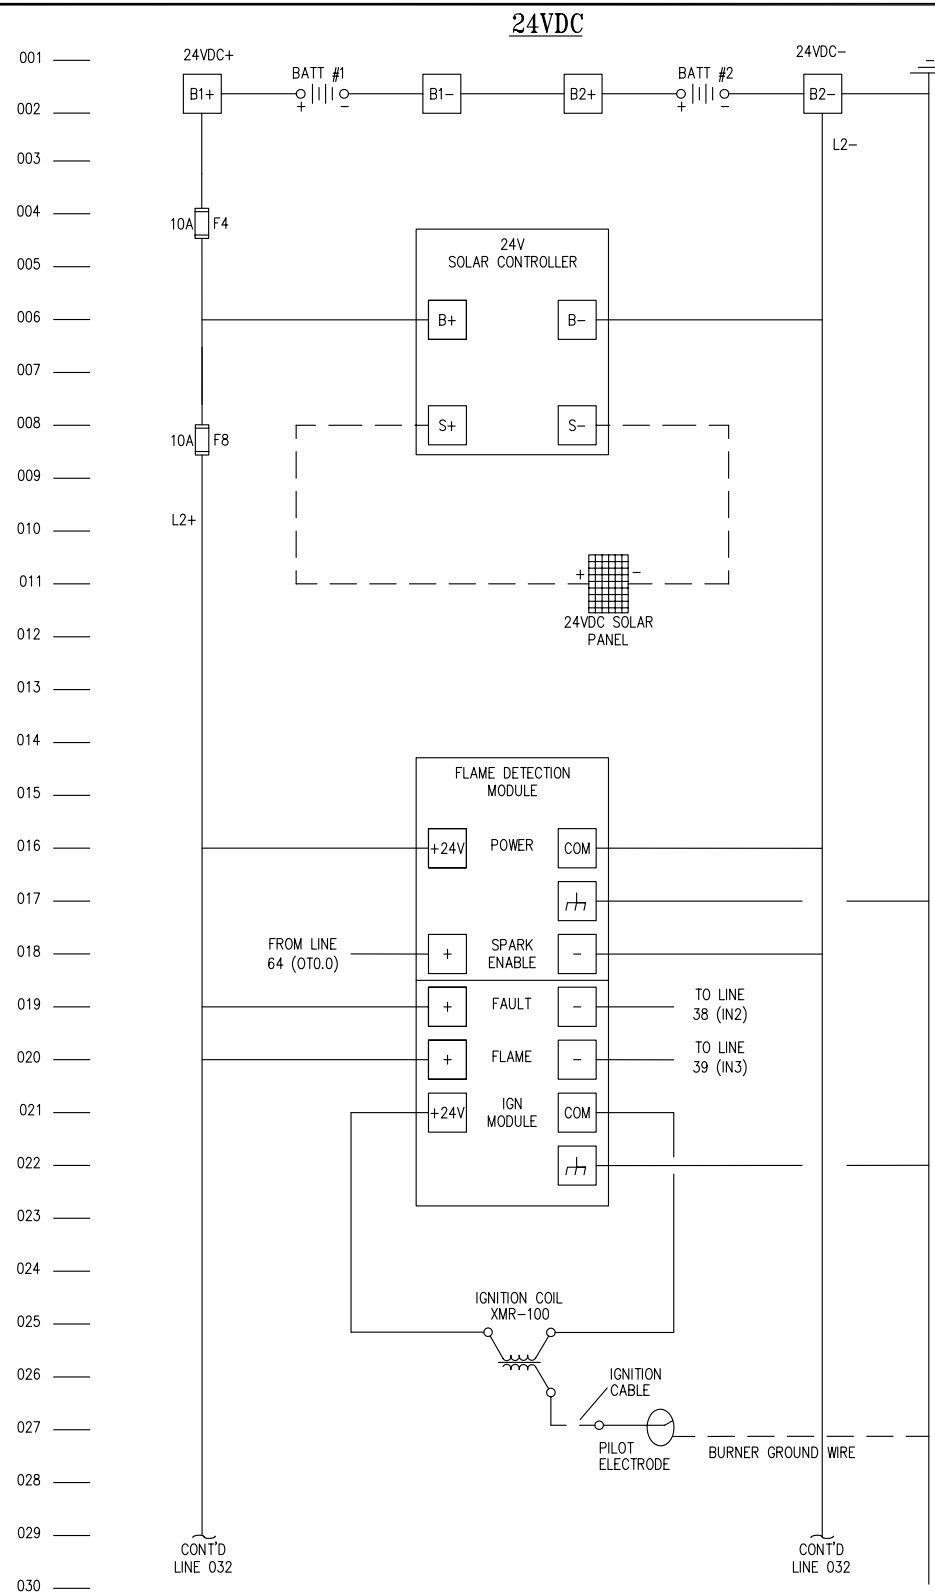 24VDC
001
24VDC+
24VDC−
BATT #1
BATT #2
B1+
B1−
B2+
B2−
+ −
+ −
002
L2−
003
004
10A F4
24V
SOLAR CONTROLLER
005
006
B+
B−
007
008
S+
S−
10A F8
009
L2+
010
011
+ −
24VDC SOLAR
PANEL
012
013
014
FLAME DETECTION
MODULE
015
016
+24V POWER COM
017
FROM LINE
64 (OT0.0)
018
+ SPARK
ENABLE −
019
+ FAULT −
TO LINE
38 (IN2)
020
+ FLAME −
TO LINE
39 (IN3)
021
+24V IGN
MODULE COM
022
023
024
IGNITION COIL
XMR−100
025
026
IGNITION
CABLE
027
PILOT
ELECTRODE
BURNER GROUND WIRE
028
029
CONT'D
LINE 032
CONT'D
LINE 032
030